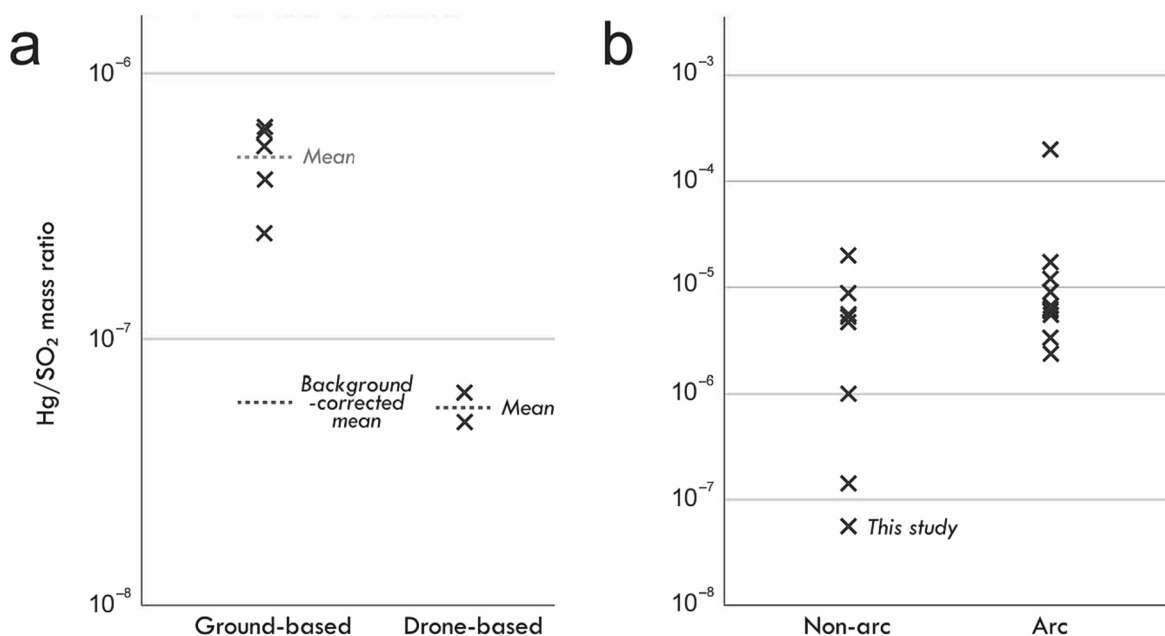 a
10⁻⁶
Mean
10⁻⁷
Background
-corrected
mean
Mean
10⁻⁸
Hg/SO₂ mass ratio
Ground-based
Drone-based
b
10⁻³
10⁻⁴
10⁻⁵
10⁻⁶
10⁻⁷
This study
10⁻⁸
Non-arc
Arc